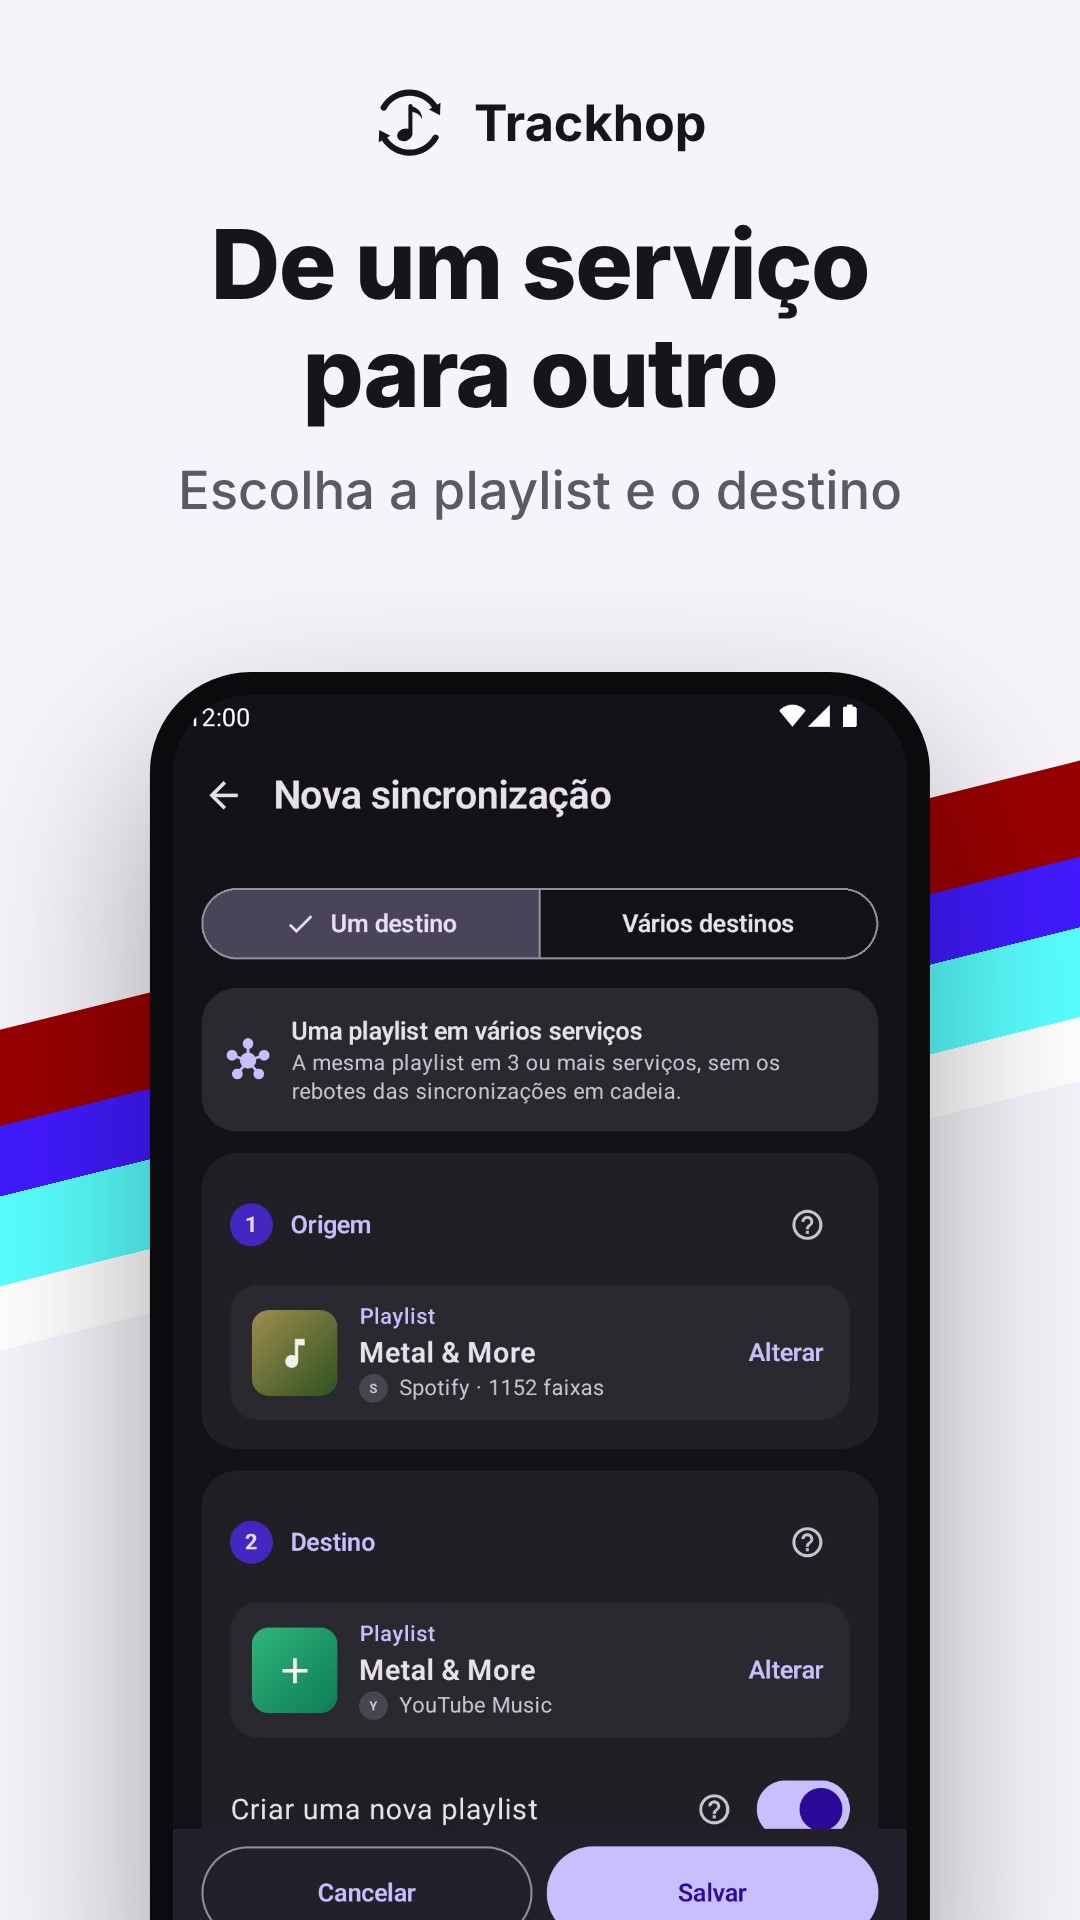 Trackhop
De um serviço
para outro
Escolha a playlist e o destino
12:00
Nova sincronização
Um destino
Vários destinos
Uma playlist em vários serviços
A mesma playlist em 3 ou mais serviços, sem os
rebotes das sincronizações em cadeia.
1 Origem
Playlist
Metal & More
Alterar
S Spotify · 1152 faixas
2 Destino
Playlist
Metal & More
Alterar
Y YouTube Music
Criar uma nova playlist
Cancelar
Salvar